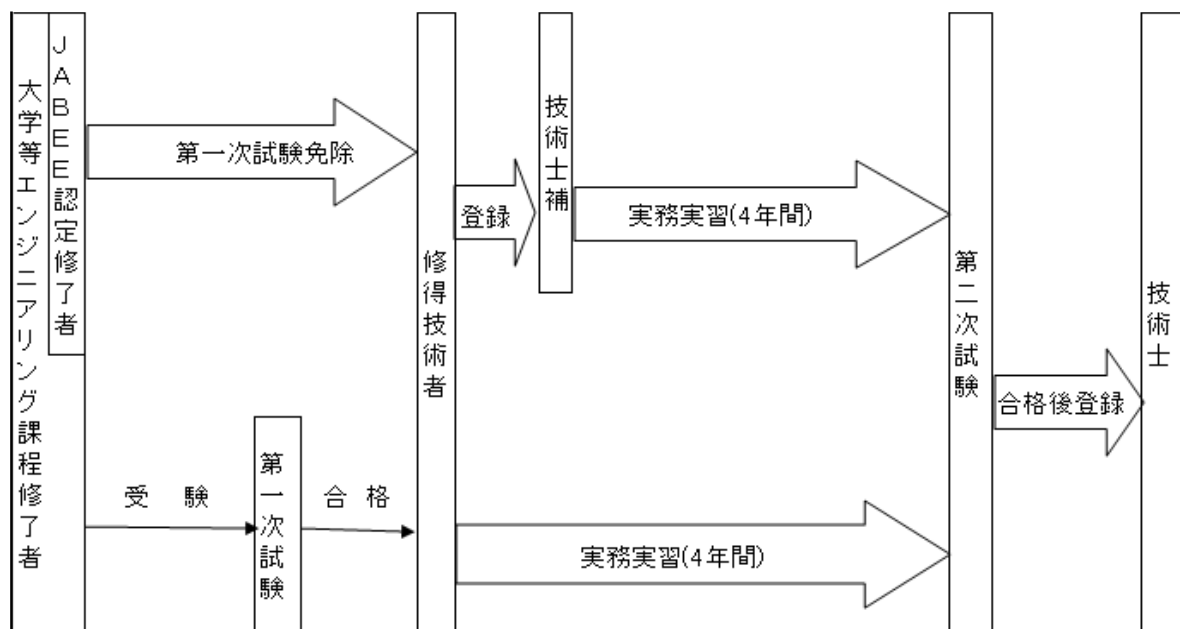 大学等エンジニアリング課程修了者
JABEE認定修了者
第一次試験免除
受験
第一次試験
合格
修得技術者
登録
技術士補
実務実習(4年間)
実務実習(4年間)
第二次試験
合格後登録
技術士